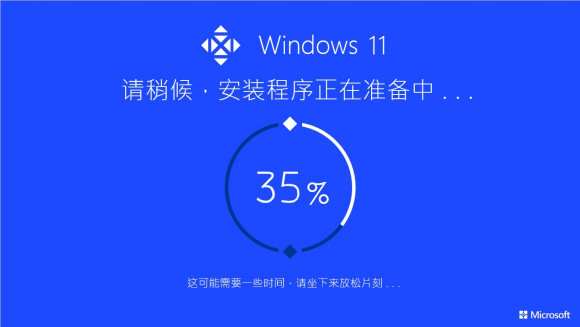 Windows 11
请稍候，安装程序正在准备中 . . .
35%
这可能需要一些时间，请坐下来放松片刻 . . .
Microsoft